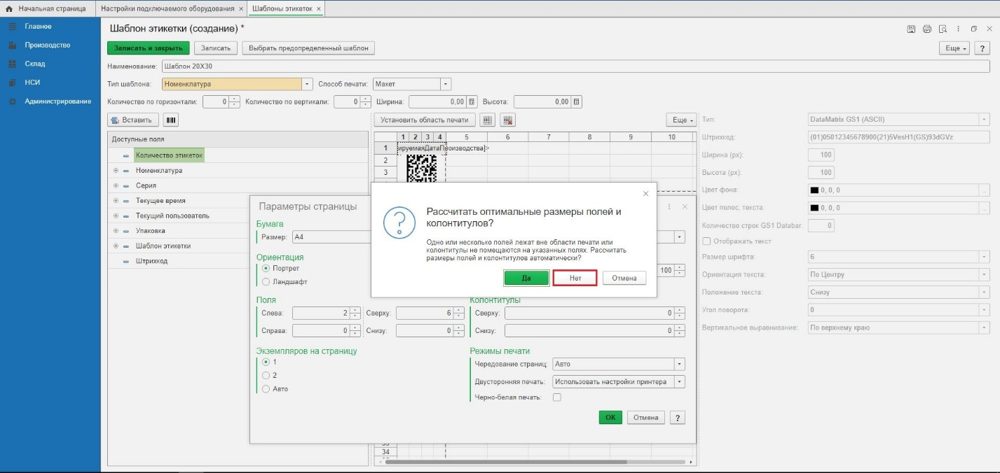 Начальная страница
Настройки подключаемого оборудования ×
Шаблоны этикеток ×
Главное
Производство
Склад
НСИ
Администрирование
Шаблон этикетки (создание) *
Записать и закрыть
Записать
Выбрать предопределенный шаблон
Еще
?
Наименование: Шаблон 20X30
Тип шаблона: Номенклатура
Способ печати: Макет
Количество по горизонтали: 0
Количество по вертикали: 0
Ширина: 0,00
Высота: 0,00
Вставить
Установить область печати
Еще
Доступные поля
Количество этикеток
Номенклатура
Серия
Текущее время
Текущий пользователь
Упаковка
Шаблон этикетки
Штрихкод
1 2 3 4 5 6 7 8 9 10
1 ируемаяДатаПроизводства]>
2
3
34
Тип: DataMatrix GS1 (ASCII)
Штрихкод: (01)05012345678900(21)5VesH1(GS)93dGVz
Ширина (px): 100
Высота (px): 100
Цвет фона: 0, 0, 0
Цвет полос, текста: 0, 0, 0
Количество строк GS1 Databar: 0
Отображать текст
Размер шрифта: 6
Ориентация текста: По Центру
Положение текста: Снизу
Угол поворота: 0
Вертикальное выравнивание: По верхнему краю
Параметры страницы
Бумага
Размер: A4
Ориентация
Портрет
Ландшафт
100
Поля
Слева: 2
Сверху: 6
Справа: 0
Снизу: 0
Колонтитулы
Сверху: 0
Снизу: 0
Экземпляров на страницу
1
2
Авто
Режимы печати
Чередование страниц: Авто
Двусторонняя печать: Использовать настройки принтера
Черно-белая печать:
ОК
Отмена
?
Рассчитать оптимальные размеры полей и
колонтитулов?
Одно или несколько полей лежат вне области печати или
колонтитулы не помещаются на указанных полях. Рассчитать
размеры полей и колонтитулов автоматически?
Да
Нет
Отмена